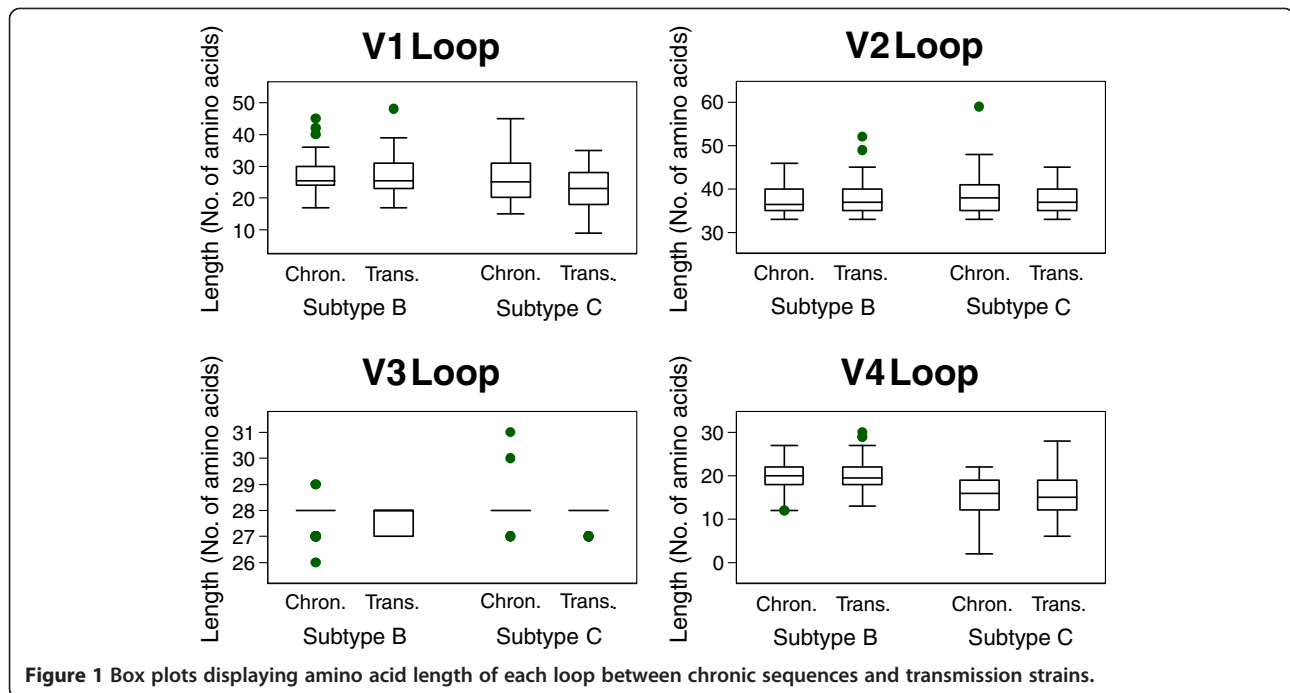 V1 Loop
Length (No. of amino acids)
50
40
30
20
10
Chron. Trans. Chron. Trans.
Subtype B Subtype C
V2 Loop
Length (No. of amino acids)
60
50
40
30
Chron. Trans. Chron. Trans.
Subtype B Subtype C
V3 Loop
Length (No. of amino acids)
31
30
29
28
27
26
Chron. Trans. Chron. Trans.
Subtype B Subtype C
V4 Loop
Length (No. of amino acids)
30
20
10
0
Chron. Trans. Chron. Trans.
Subtype B Subtype C
Figure 1 Box plots displaying amino acid length of each loop between chronic sequences and transmission strains.